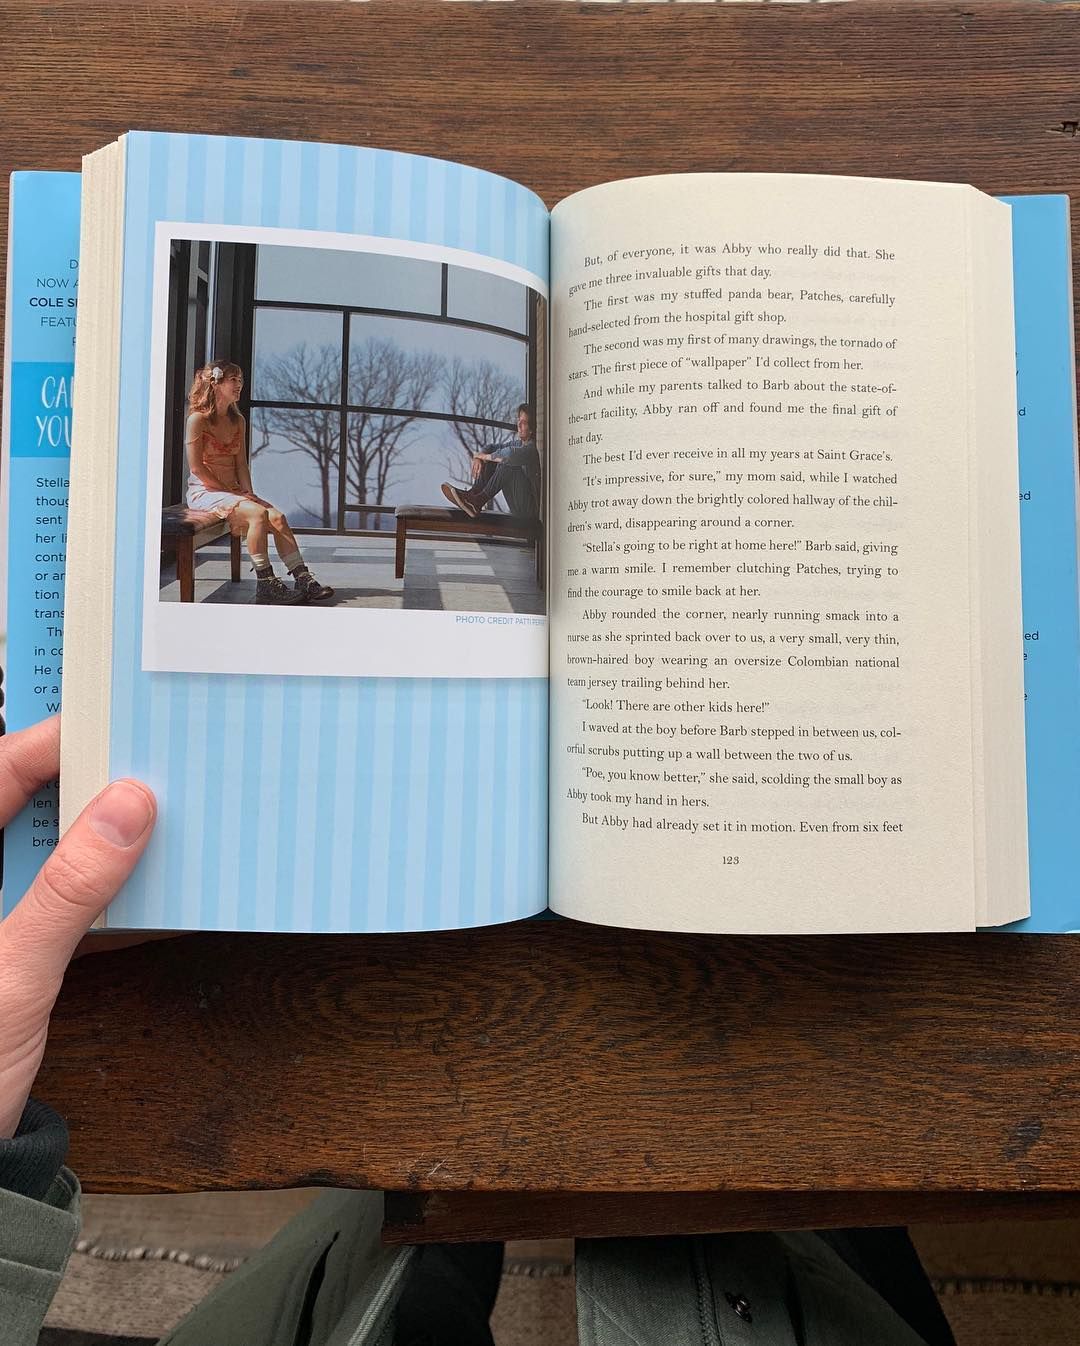 NOW A
COLE S
FEATU
CA
YOU
Stella
thoug
sent
her li
contr
or an
tion
trans
Th
in co
He c
or a
Wi
len
be s
brea
PHOTO CREDIT PATTI PERRET
But, of everyone, it was Abby who really did that. She
gave me three invaluable gifts that day.
The first was my stuffed panda bear, Patches, carefully
hand-selected from the hospital gift shop.
The second was my first of many drawings, the tornado of
stars. The first piece of “wallpaper” I’d collect from her.
And while my parents talked to Barb about the state-of-
the-art facility, Abby ran off and found me the final gift of
that day.
The best I’d ever receive in all my years at Saint Grace’s.
“It’s impressive, for sure,” my mom said, while I watched
Abby trot away down the brightly colored hallway of the chil-
dren’s ward, disappearing around a corner.
“Stella’s going to be right at home here!” Barb said, giving
me a warm smile. I remember clutching Patches, trying to
find the courage to smile back at her.
Abby rounded the corner, nearly running smack into a
nurse as she sprinted back over to us, a very small, very thin,
brown-haired boy wearing an oversize Colombian national
team jersey trailing behind her.
“Look! There are other kids here!”
I waved at the boy before Barb stepped in between us, col-
orful scrubs putting up a wall between the two of us.
“Poe, you know better,” she said, scolding the small boy as
Abby took my hand in hers.
But Abby had already set it in motion. Even from six feet
123